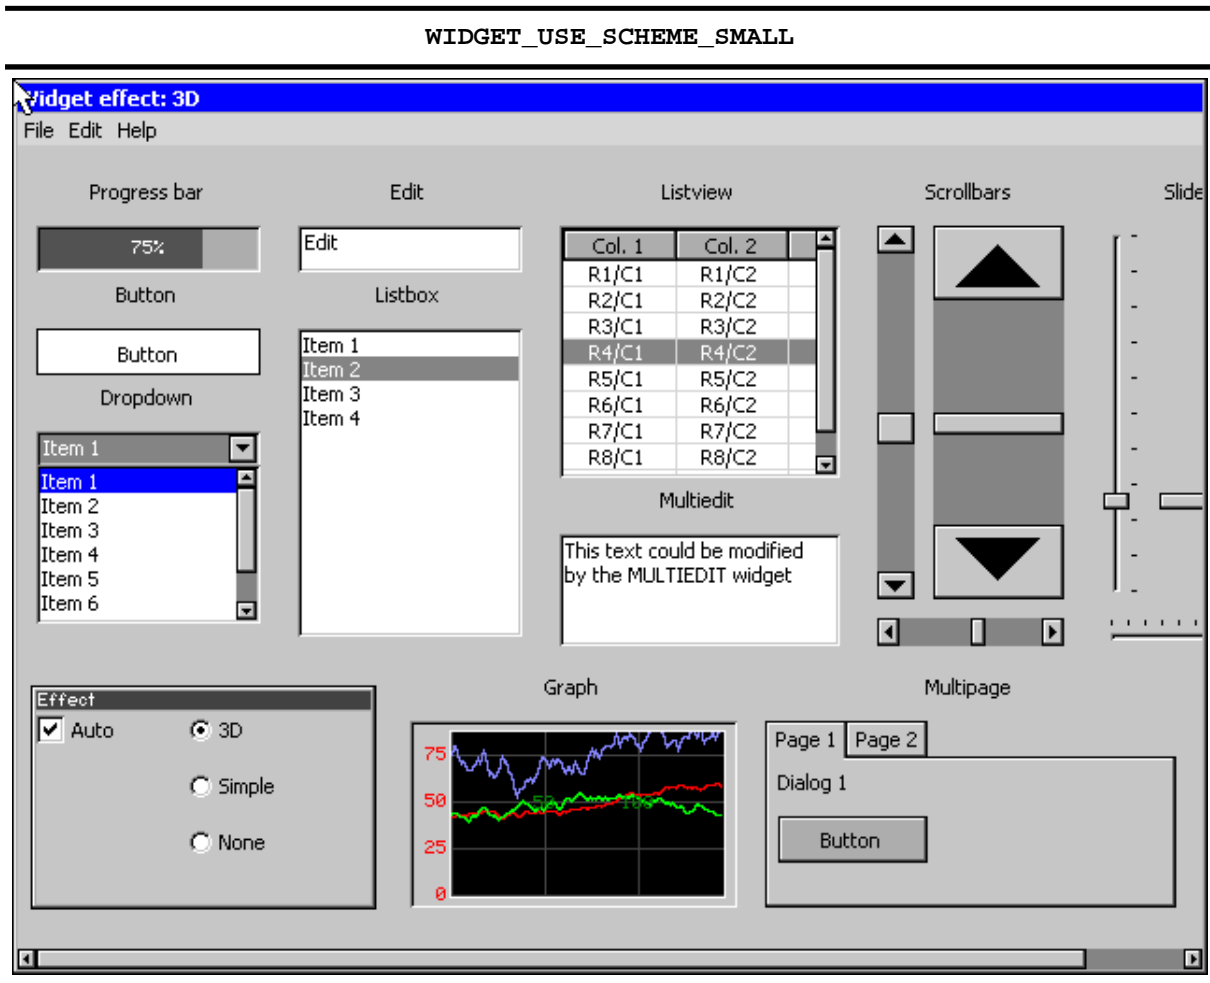 WIDGET_USE_SCHEME_SMALL
Widget effect: 3D
File Edit Help
Progress bar
75%
Button
Button
Dropdown
Item 1
Item 1
Item 2
Item 3
Item 4
Item 5
Item 6
Edit
Edit
Listbox
Item 1
Item 2
Item 3
Item 4
Listview
Col. 1 Col. 2
R1/C1 R1/C2
R2/C1 R2/C2
R3/C1 R3/C2
R4/C1 R4/C2
R5/C1 R5/C2
R6/C1 R6/C2
R7/C1 R7/C2
R8/C1 R8/C2
Multiedit
This text could be modified
by the MULTIEDIT widget
Scrollbars
Slide
Effect
Auto
3D
Simple
None
Graph
75
50
25
0
50 100
Multipage
Page 1 Page 2
Dialog 1
Button